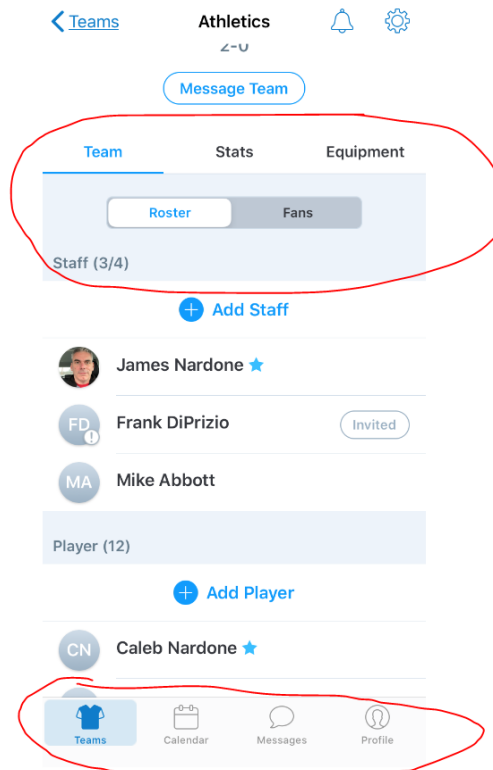 Teams Athletics
2-0
Message Team
Team Stats Equipment
Roster Fans
Staff (3/4)
Add Staff
James Nardone
FD Frank DiPrizio Invited
MA Mike Abbott
Player (12)
Add Player
CN Caleb Nardone
Teams Calendar Messages Profile